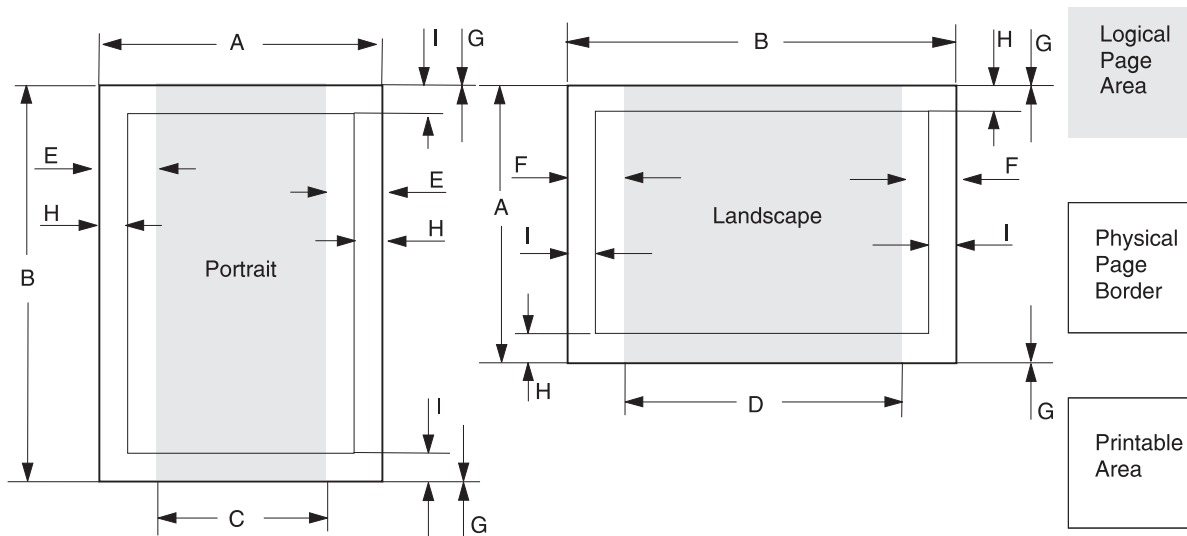 A
I
G
E
E
H
H
B
Portrait
I
C
G
B
H
G
F
F
A
Landscape
I
I
H
D
G
Logical
Page
Area
Physical
Page
Border
Printable
Area